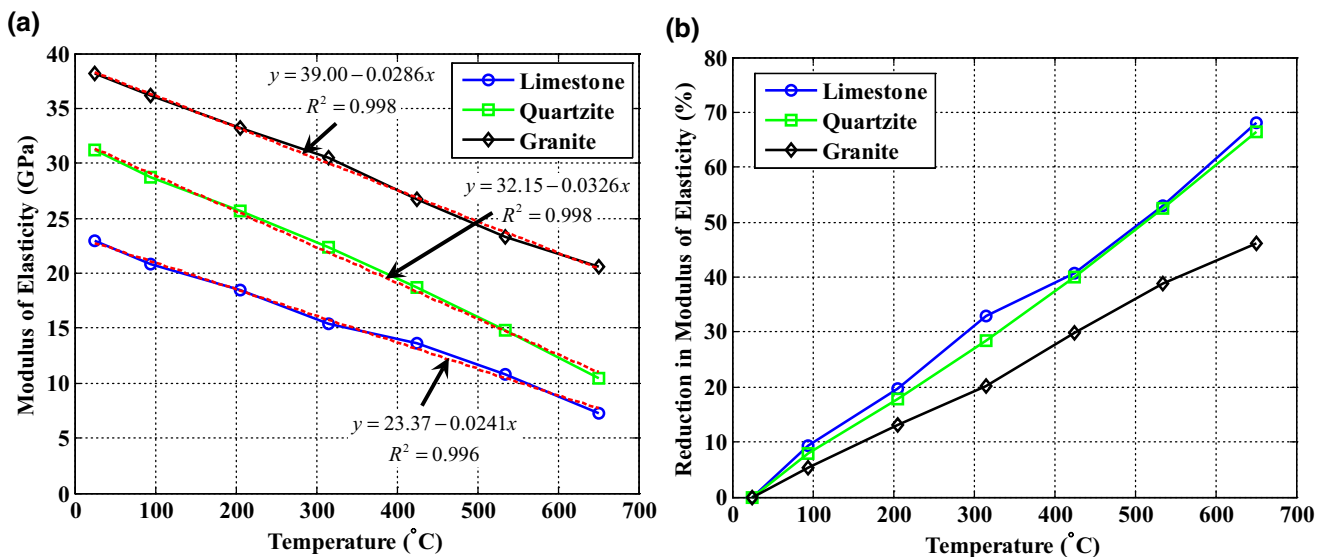 (a)
Modulus of Elasticity (GPa)
40
35
30
25
20
15
10
5
0
y = 39.00 − 0.0286x
R² = 0.998
Limestone
Quartzite
Granite
y = 32.15 − 0.0326x
R² = 0.998
y = 23.37 − 0.0241x
R² = 0.996
0 100 200 300 400 500 600 700
Temperature (°C)
(b)
Reduction in Modulus of Elasticity (%)
80
70
60
50
40
30
20
10
0
Limestone
Quartzite
Granite
0 100 200 300 400 500 600 700
Temperature (°C)